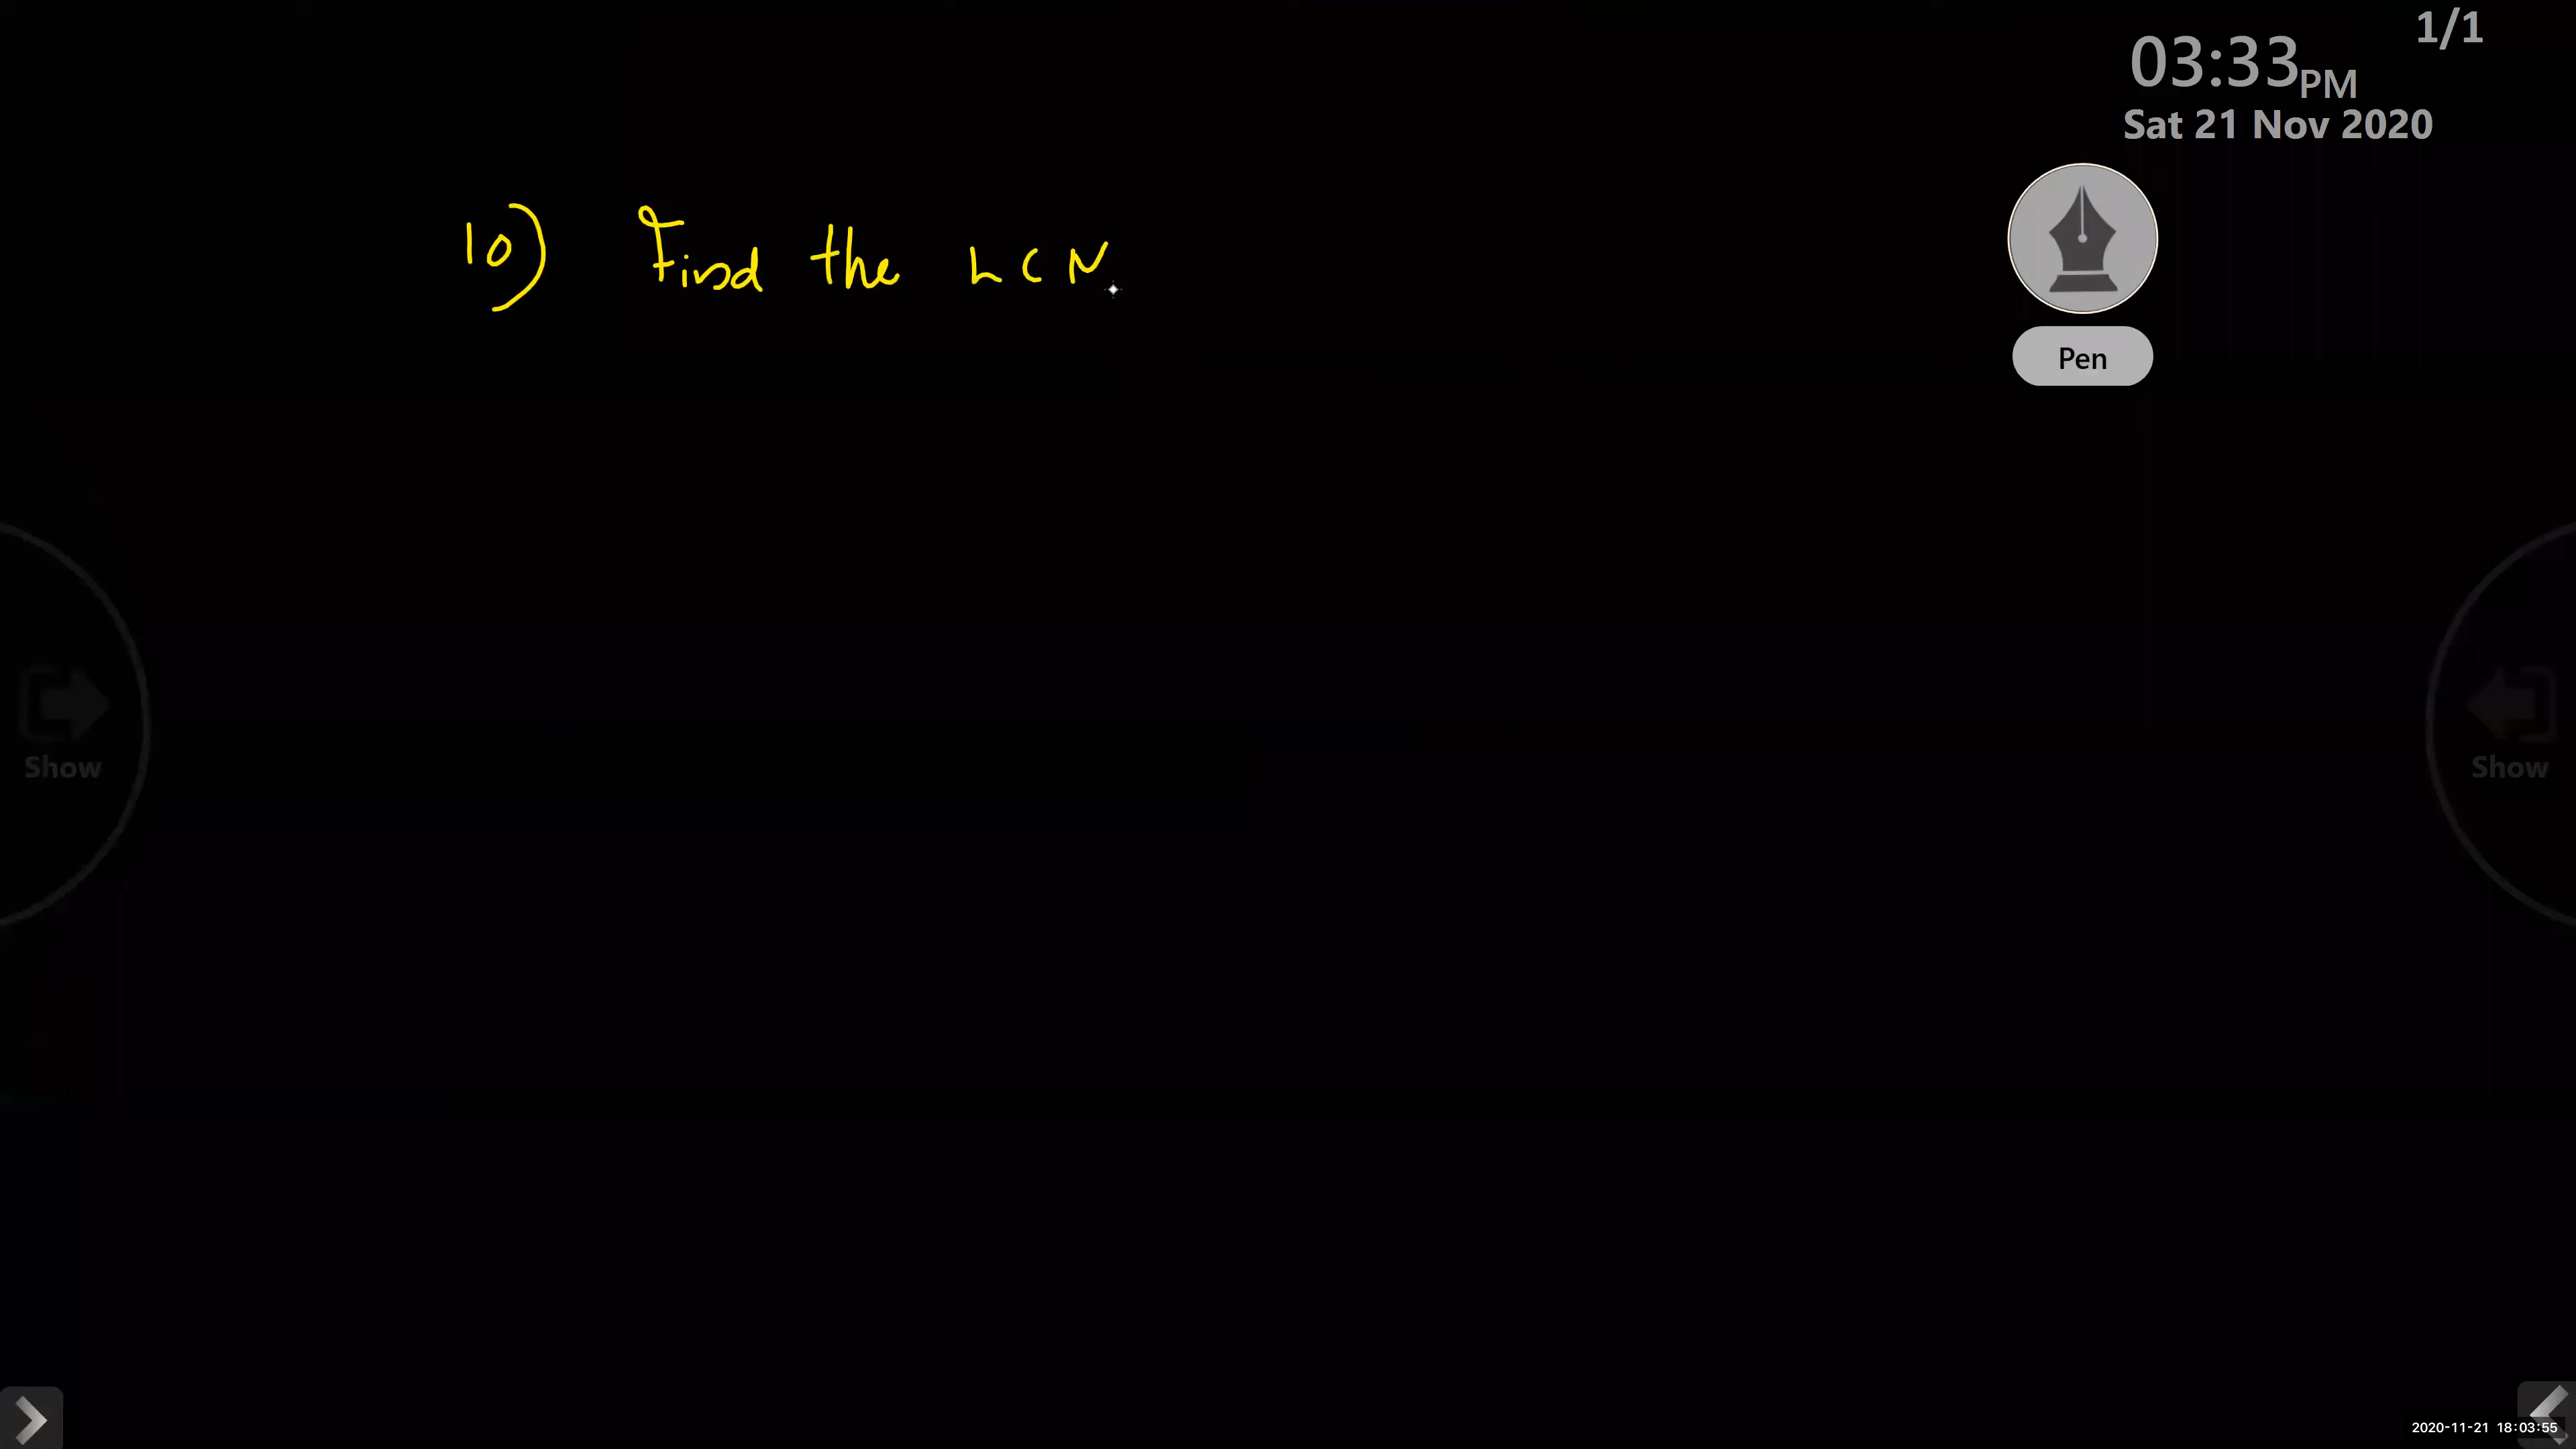 1/1
03:33PM
Sat 21 Nov 2020
10) Find the LCN
Pen
Show
Show
2020-11-21 18:03:55